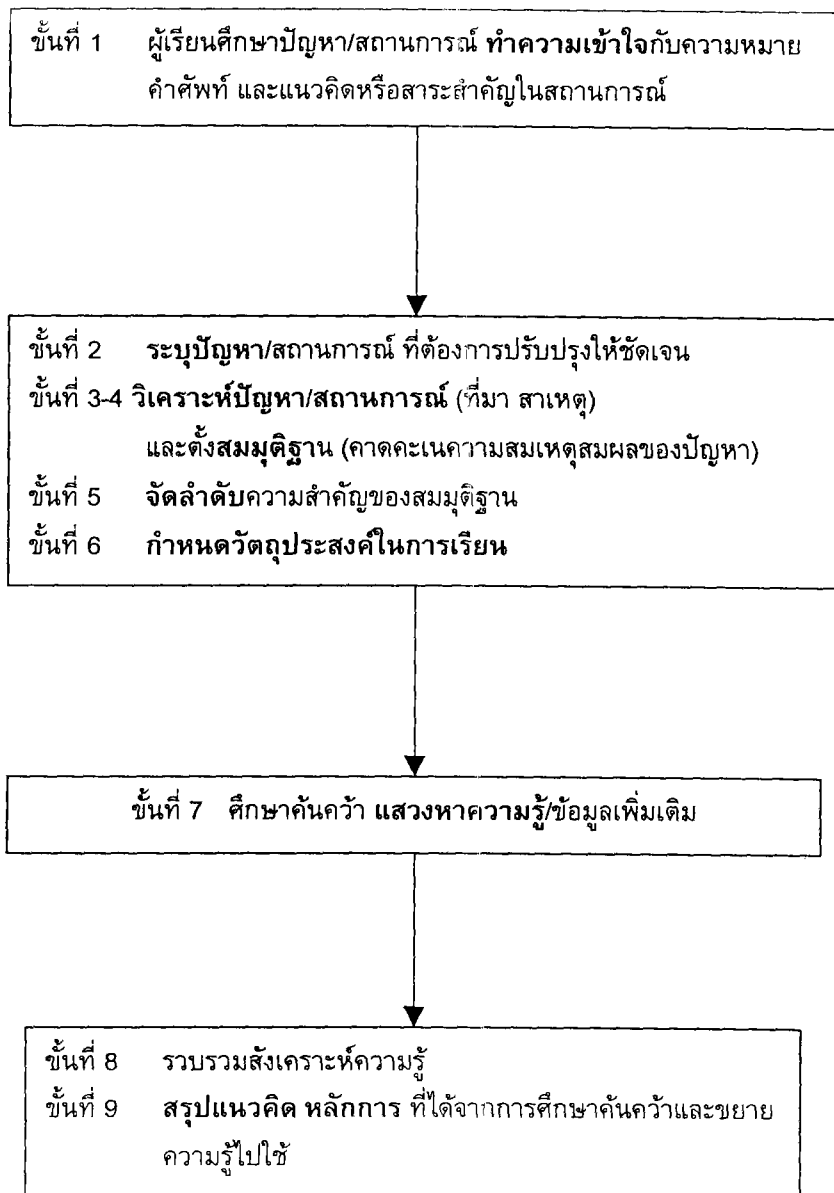 ขั้นที่ 1 ผู้เรียนศึกษาปัญหา/สถานการณ์ ทำความเข้าใจกับความหมาย
คำศัพท์ และแนวคิดหรือสาระสำคัญในสถานการณ์
ขั้นที่ 2 ระบุปัญหา/สถานการณ์ ที่ต้องการปรับปรุงให้ชัดเจน
ขั้นที่ 3-4 วิเคราะห์ปัญหา/สถานการณ์ (ที่มา สาเหตุ)
และตั้งสมมุติฐาน (คาดคะเนความสมเหตุสมผลของปัญหา)
ขั้นที่ 5 จัดลำดับความสำคัญของสมมุติฐาน
ขั้นที่ 6 กำหนดวัตถุประสงค์ในการเรียน
ขั้นที่ 7 ศึกษาค้นคว้า แสวงหาความรู้/ข้อมูลเพิ่มเติม
ขั้นที่ 8 รวบรวมสังเคราะห์ความรู้
ขั้นที่ 9 สรุปแนวคิด หลักการ ที่ได้จากการศึกษาค้นคว้าและขยาย
ความรู้ไปใช้